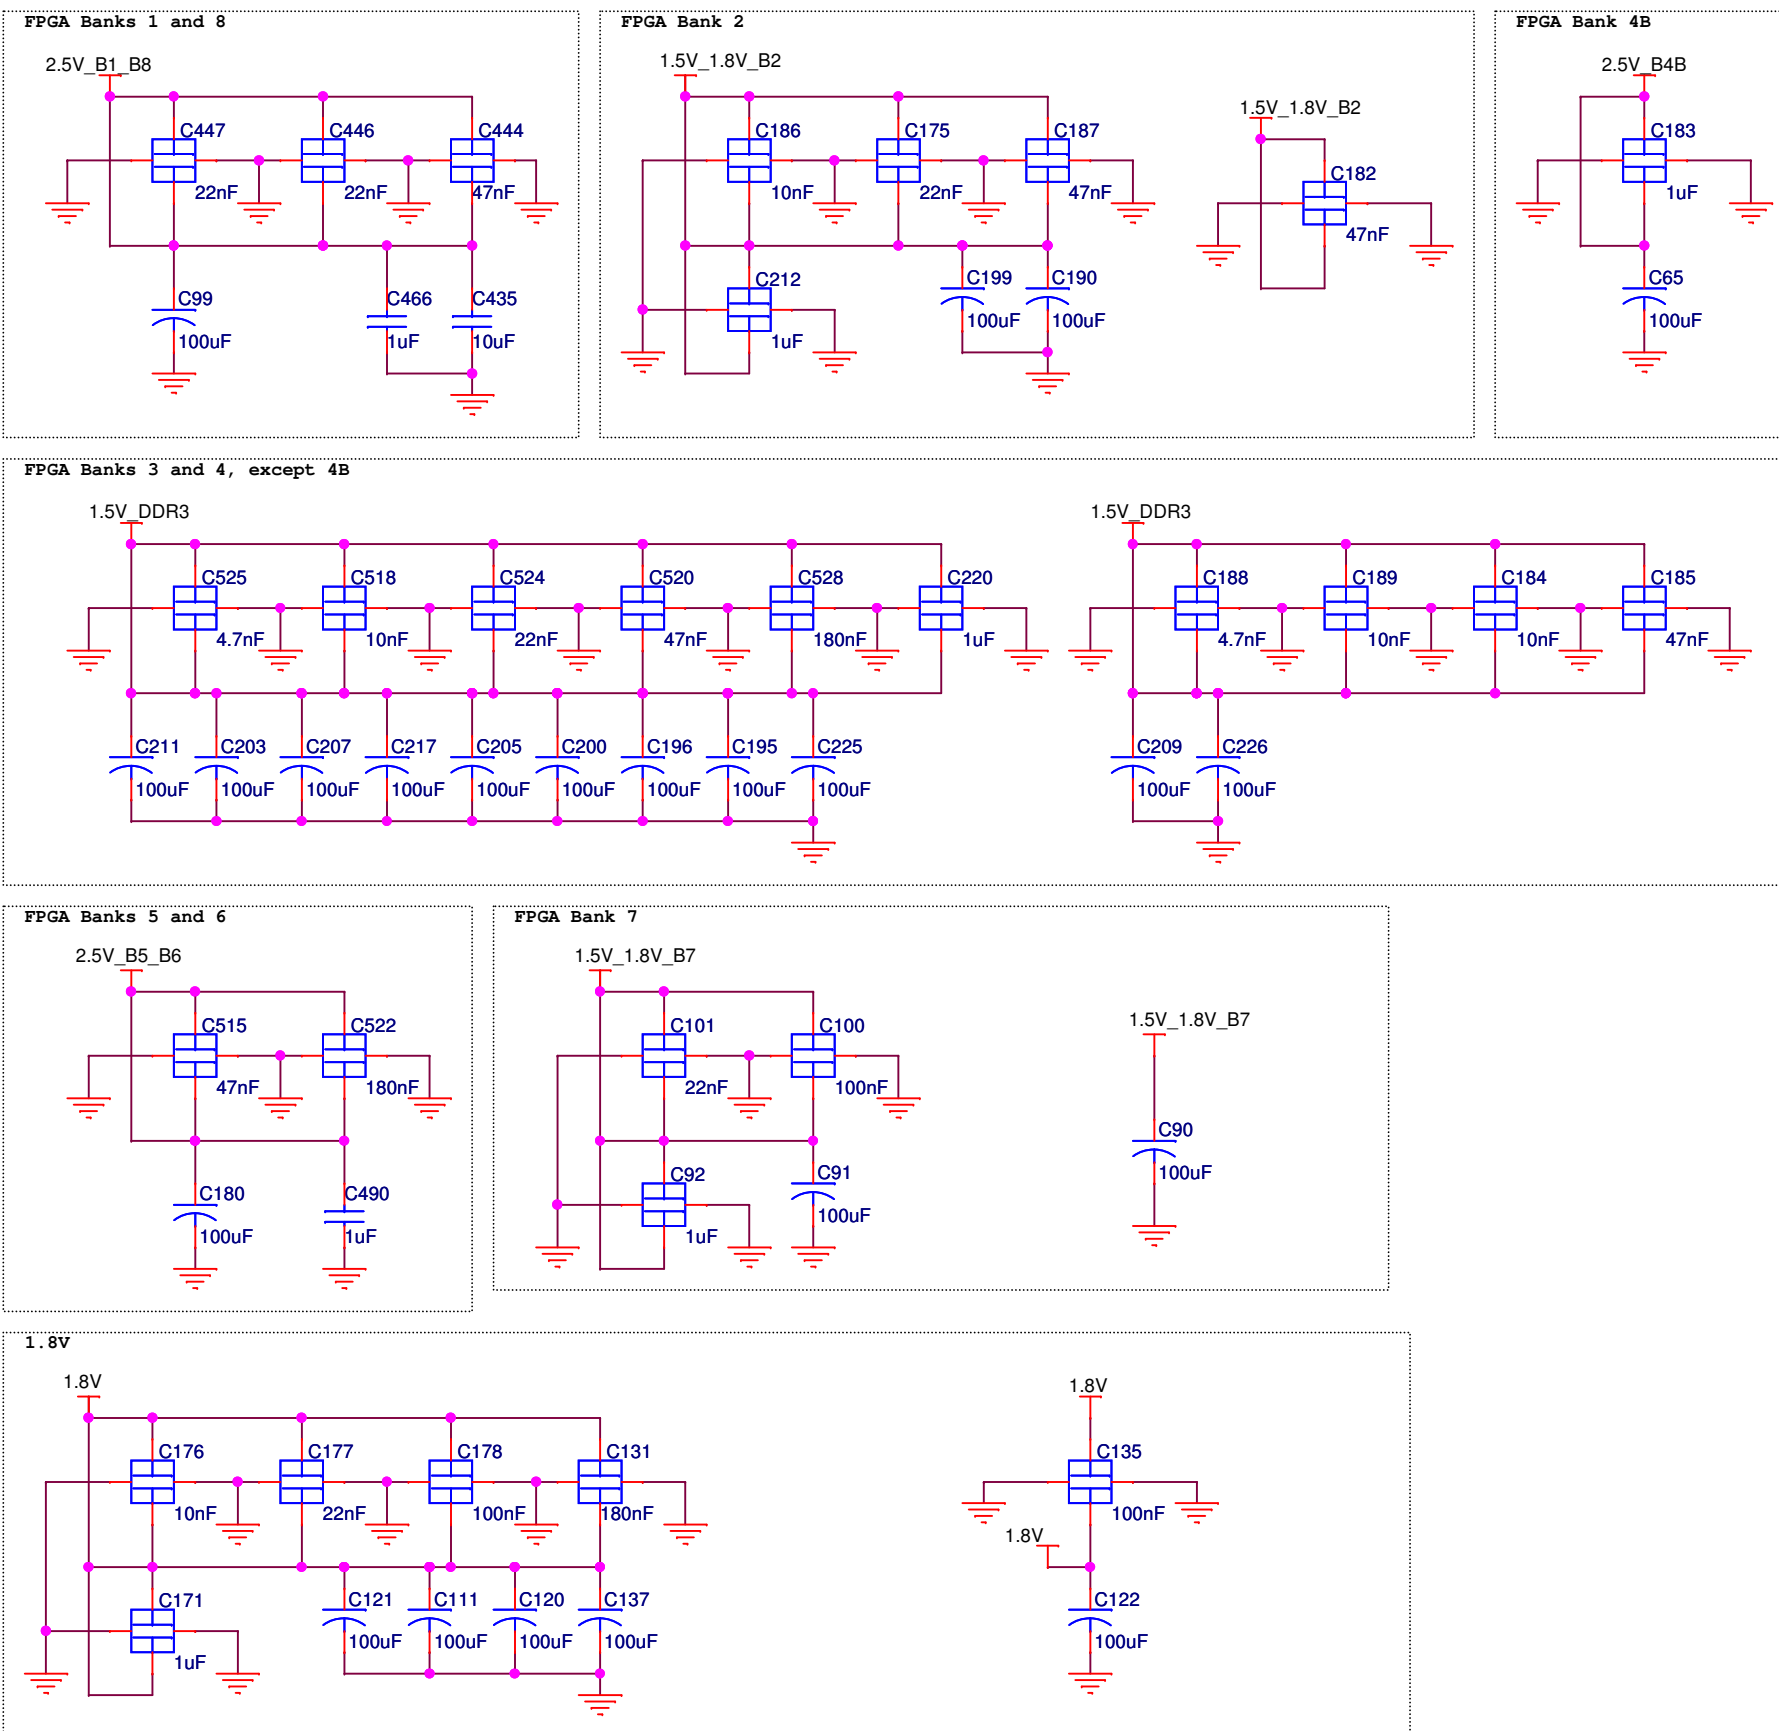 FPGA Banks 1 and 8
2.5V_B1_B8
C447
C446
C444
22nF
22nF
47nF
C99
C466
C435
100uF
1uF
10uF
FPGA Bank 2
1.5V_1.8V_B2
1.5V_1.8V_B2
C186
C175
C187
10nF
22nF
47nF
C182
47nF
C212
C199
C190
1uF
100uF
100uF
FPGA Bank 4B
2.5V_B4B
C183
1uF
C65
100uF
FPGA Banks 3 and 4, except 4B
1.5V_DDR3
1.5V_DDR3
C525
C518
C524
C520
C528
C220
C188
C189
C184
C185
4.7nF
10nF
22nF
47nF
180nF
1uF
4.7nF
10nF
10nF
47nF
C211
C203
C207
C217
C205
C200
C196
C195
C225
C209
C226
100uF
100uF
100uF
100uF
100uF
100uF
100uF
100uF
100uF
100uF
100uF
FPGA Banks 5 and 6
2.5V_B5_B6
C515
C522
47nF
180nF
C180
C490
100uF
1uF
FPGA Bank 7
1.5V_1.8V_B7
1.5V_1.8V_B7
C101
C100
22nF
100nF
C90
100uF
C92
C91
1uF
100uF
1.8V
1.8V
1.8V
C176
C177
C178
C131
C135
10nF
22nF
100nF
180nF
100nF
1.8V
C171
C121
C111
C120
C137
C122
1uF
100uF
100uF
100uF
100uF
100uF